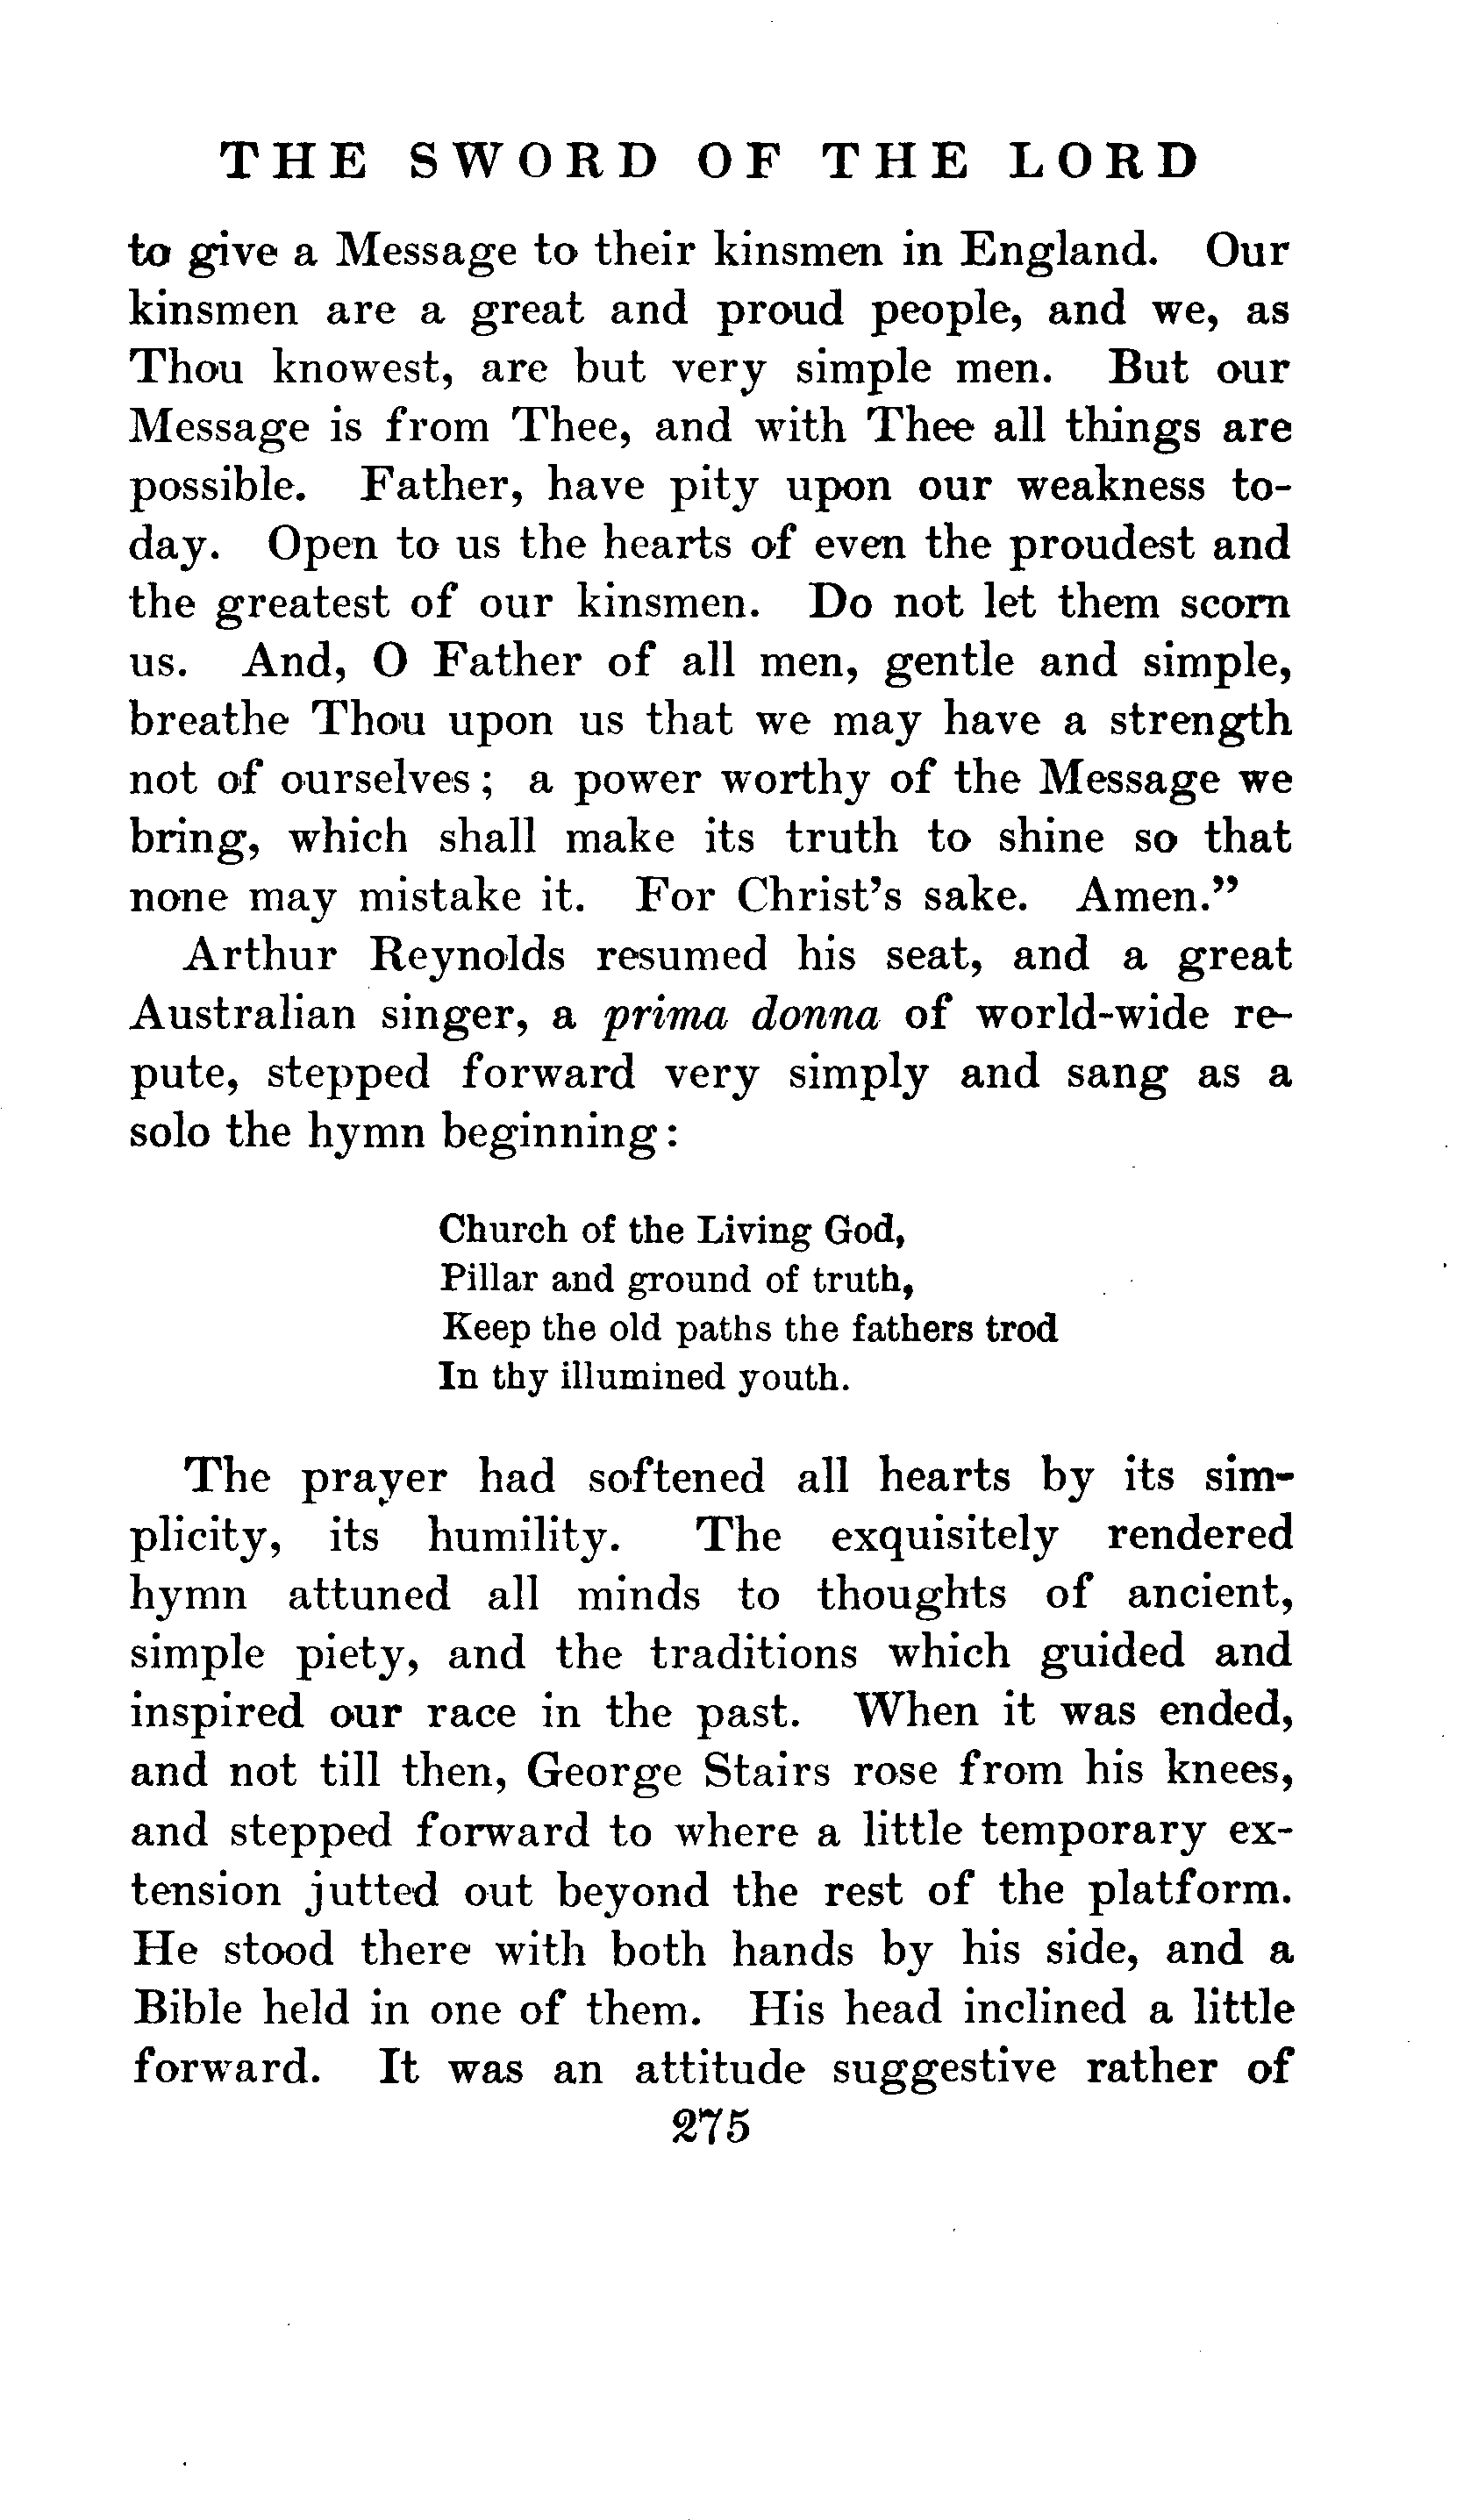 THE SWORD OF THE LORD
to give a Message to their kinsmen in England. Our
kinsmen are a great and proud people, and we, as
Thou knowest, are but very simple men. But our
Message is from Thee, and with Thee all things are
possible. Father, have pity upon our weakness to-
day. Open to us the hearts of even the proudest and
the greatest of our kinsmen. Do not let them scorn
us. And, O Father of all men, gentle and simple,
breathe Thou upon us that we may have a strength
not of ourselves; a power worthy of the Message we
bring, which shall make its truth to shine so that
none may mistake it. For Christ's sake. Amen."
Arthur Reynolds resumed his seat, and a great
Australian singer, a prima donna of world-wide re-
pute, stepped forward very simply and sang as a
solo the hymn beginning:
Church of the Living God,
Pillar and ground of truth,
Keep the old paths the fathers trod
In thy illumined youth.
The prayer had softened all hearts by its sim-
plicity, its humility. The exquisitely rendered
hymn attuned all minds to thoughts of ancient,
simple piety, and the traditions which guided and
inspired our race in the past. When it was ended,
and not till then, George Stairs rose from his knees,
and stepped forward to where a little temporary ex-
tension jutted out beyond the rest of the platform.
He stood there with both hands by his side, and a
Bible held in one of them. His head inclined a little
forward. It was an attitude suggestive rather of
275